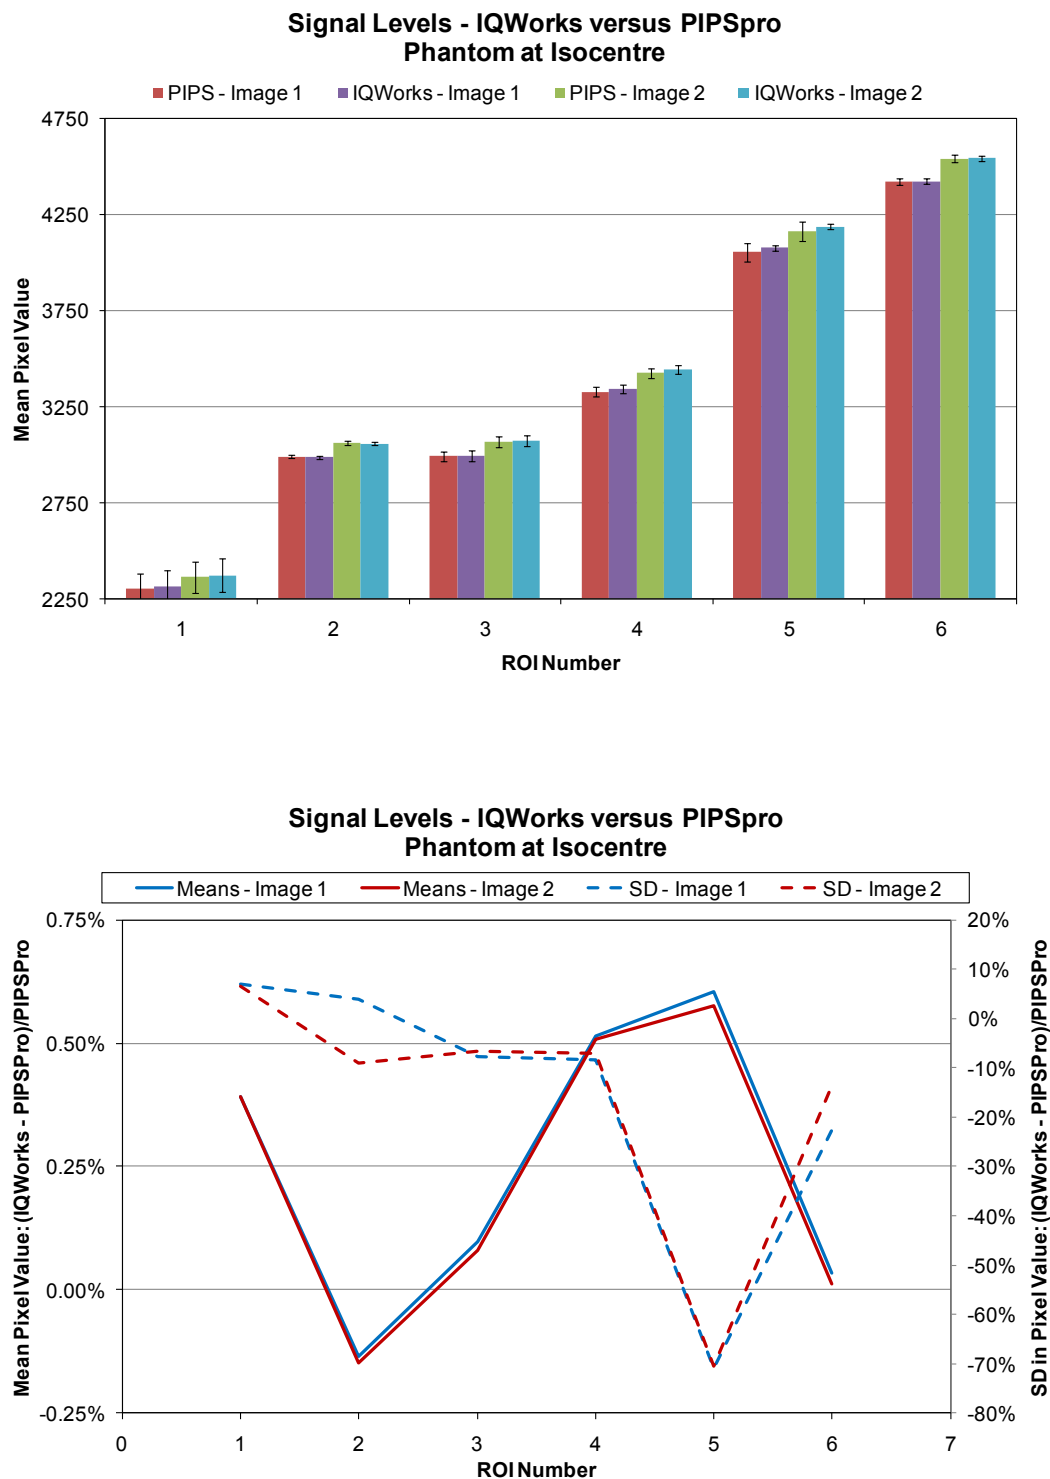 Signal Levels - IQWorks versus PIPSpro
Phantom at Isocentre
PIPS - Image 1 IQWorks - Image 1 PIPS - Image 2 IQWorks - Image 2
4750
4250
3750
3250
2750
2250
Mean Pixel Value
1 2 3 4 5 6
ROI Number
Signal Levels - IQWorks versus PIPSpro
Phantom at Isocentre
Means - Image 1 Means - Image 2 SD - Image 1 SD - Image 2
0.75%
0.50%
0.25%
0.00%
-0.25%
Mean Pixel Value: (IQWorks - PIPSPro)/PIPSPro
20%
10%
0%
-10%
-20%
-30%
-40%
-50%
-60%
-70%
-80%
SD in Pixel Value: (IQWorks - PIPSPro)/PIPSPro
0 1 2 3 4 5 6 7
ROI Number